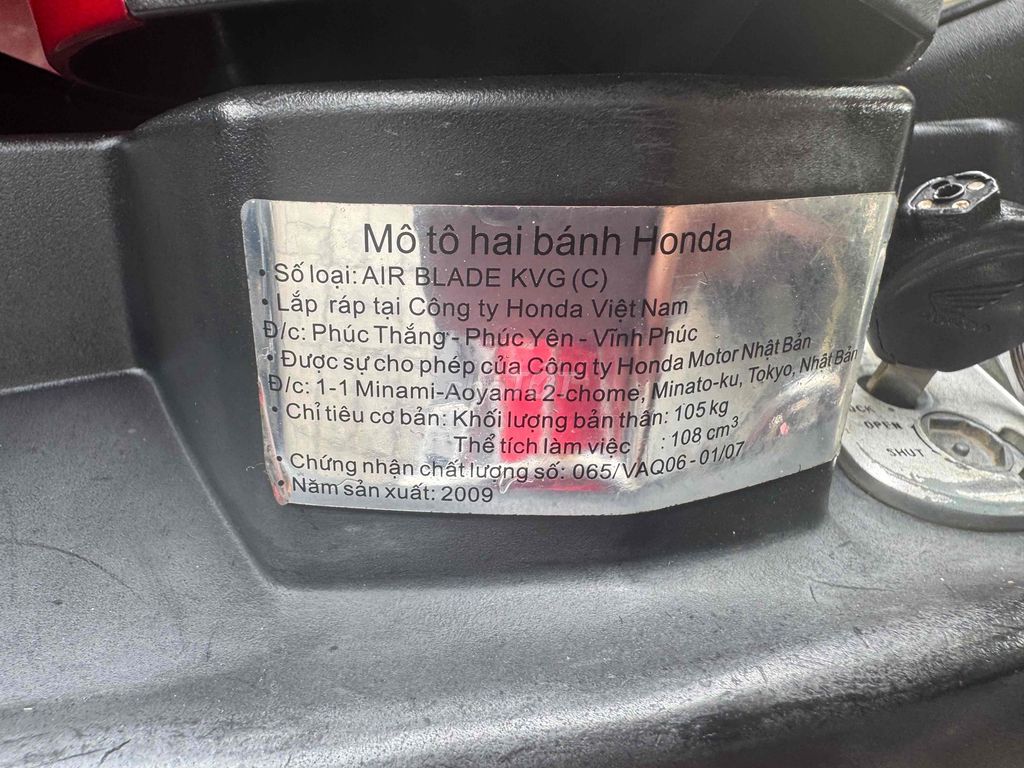 Mô tô hai bánh Honda
• Số loại: AIR BLADE KVG (C)
• Lắp ráp tại Công ty Honda Việt Nam
Đ/c: Phúc Thắng - Phúc Yên - Vĩnh Phúc
• Được sự cho phép của Công ty Honda Motor Nhật Bản
Đ/c: 1-1 Minami-Aoyama 2-chome, Minato-ku, Tokyo, Nhật Bản
• Chỉ tiêu cơ bản: Khối lượng bản thân: 105 kg
Thể tích làm việc : 108 cm³
• Chứng nhận chất lượng số: 065/VAQ06 - 01/07
• Năm sản xuất: 2009
OPEN
SHUT